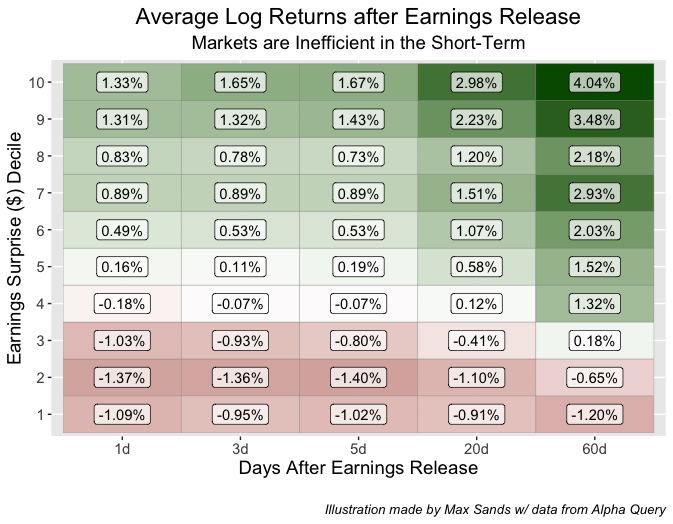 Average Log Returns after Earnings Release
Markets are Inefficient in the Short-Term
Earnings Surprise ($) Decile
10 1.33% 1.65% 1.67% 2.98% 4.04%
9 1.31% 1.32% 1.43% 2.23% 3.48%
8 0.83% 0.78% 0.73% 1.20% 2.18%
7 0.89% 0.89% 0.89% 1.51% 2.93%
6 0.49% 0.53% 0.53% 1.07% 2.03%
5 0.16% 0.11% 0.19% 0.58% 1.52%
4 -0.18% -0.07% -0.07% 0.12% 1.32%
3 -1.03% -0.93% -0.80% -0.41% 0.18%
2 -1.37% -1.36% -1.40% -1.10% -0.65%
1 -1.09% -0.95% -1.02% -0.91% -1.20%
1d 3d 5d 20d 60d
Days After Earnings Release
Illustration made by Max Sands w/ data from Alpha Query